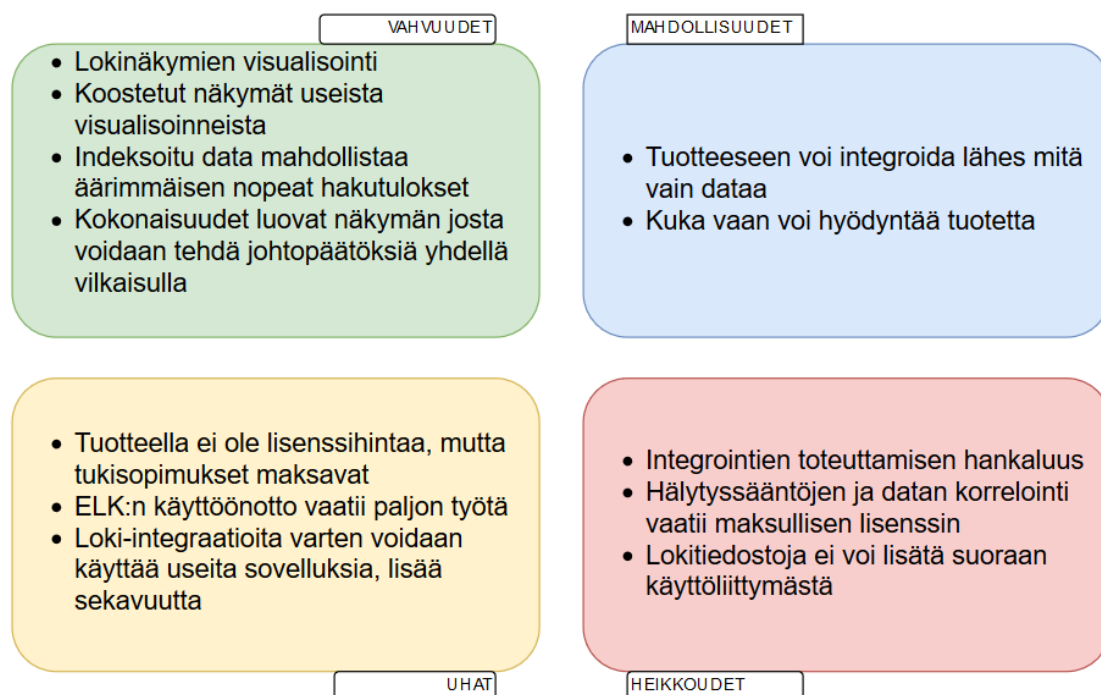 VAHVUUDET
• Lokinäkymien visualisointi
• Koostetut näkymät useista
visualisoinneista
• Indeksoitu data mahdollistaa
äärimmäisen nopeat hakutulokset
• Kokonaisuudet luovat näkymän josta
voidaan tehdä johtopäätöksiä yhdellä
vilkaisulla
MAHDOLLISUUDET
• Tuotteeseen voi integroida lähes mitä
vain dataa
• Kuka vaan voi hyödyntää tuotetta
• Tuotteella ei ole lisenssihintaa, mutta
tukisopimukset maksavat
• ELK:n käyttöönotto vaatii paljon työtä
• Loki-integraatioita varten voidaan
käyttää useita sovelluksia, lisää
sekavuutta
UHAT
• Integrointien toteuttamisen hankaluus
• Hälytyssääntöjen ja datan korrelointi
vaatii maksullisen lisenssin
• Lokitiedostoja ei voi lisätä suoraan
käyttöliittymästä
HEIKKOUDET